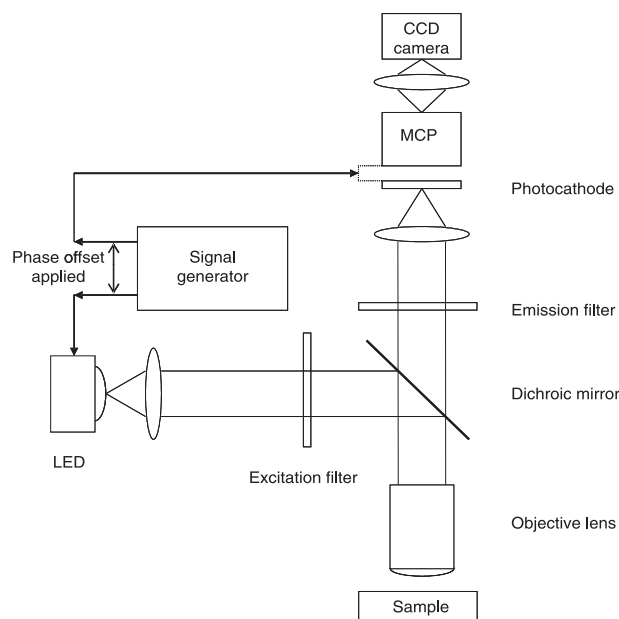 CCD
camera
MCP
Photocathode
Phase offset
applied
Signal
generator
Emission filter
Dichroic mirror
LED
Excitation filter
Objective lens
Sample